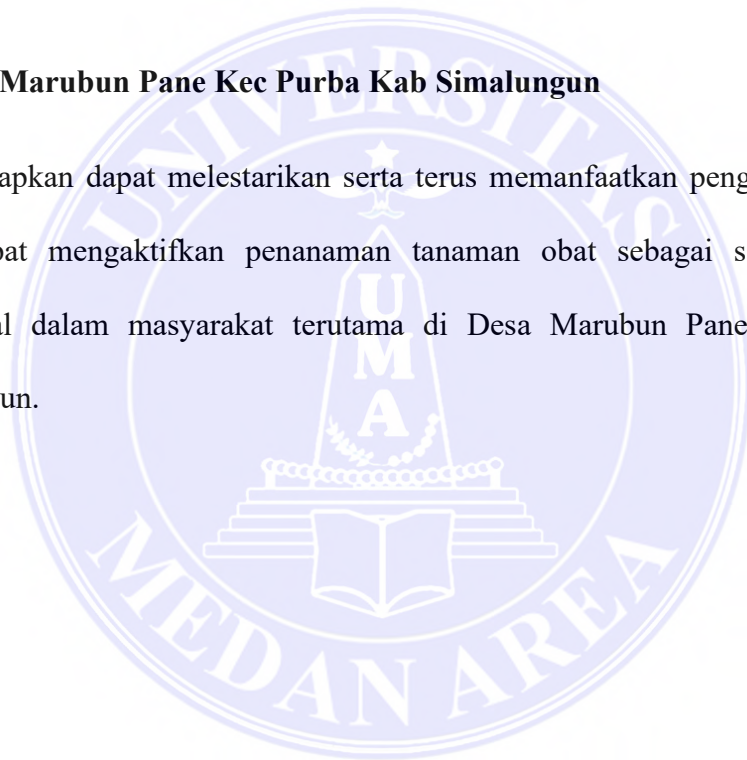 Marubun Pane Kec Purba Kab Simalungun
apkan dapat melestarikan serta terus memanfaatkan peng
pat mengaktifkan penanaman tanaman obat sebagai s
al dalam masyarakat terutama di Desa Marubun Pane
un.
UNIVERSITAS
UMA
MEDAN AREA